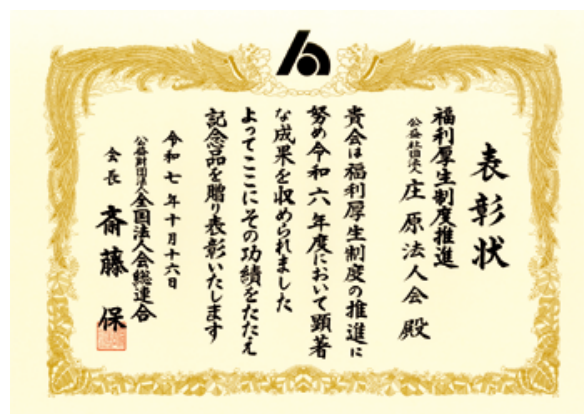 表彰状
福利厚生制度推進
公益社団法人 庄原法人会 殿
貴会は福利厚生制度の推進に
努め令和六年度において顕著
な成果を収められました
よってここにその功績をたたえ
記念品を贈り表彰いたします
令和七年十月十六日
公益財団法人 全国法人会総連合
会長 斎藤 保